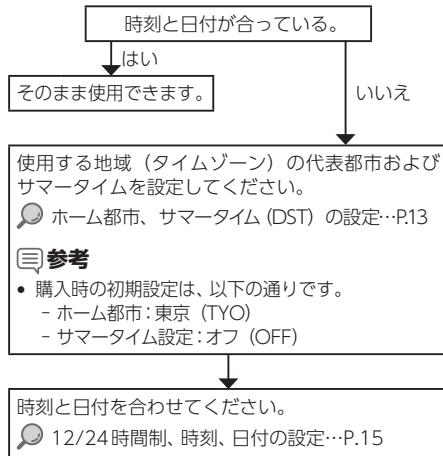 時刻と日付が合っている。
はい
そのまま使用できます。
いいえ
使用する地域（タイムゾーン）の代表都市および
サマータイムを設定してください。
ホーム都市、サマータイム（DST）の設定…P.13
参考
• 購入時の初期設定は、以下の通りです。
− ホーム都市：東京（TYO）
− サマータイム設定：オフ（OFF）
時刻と日付を合わせてください。
12/24時間制、時刻、日付の設定…P.15